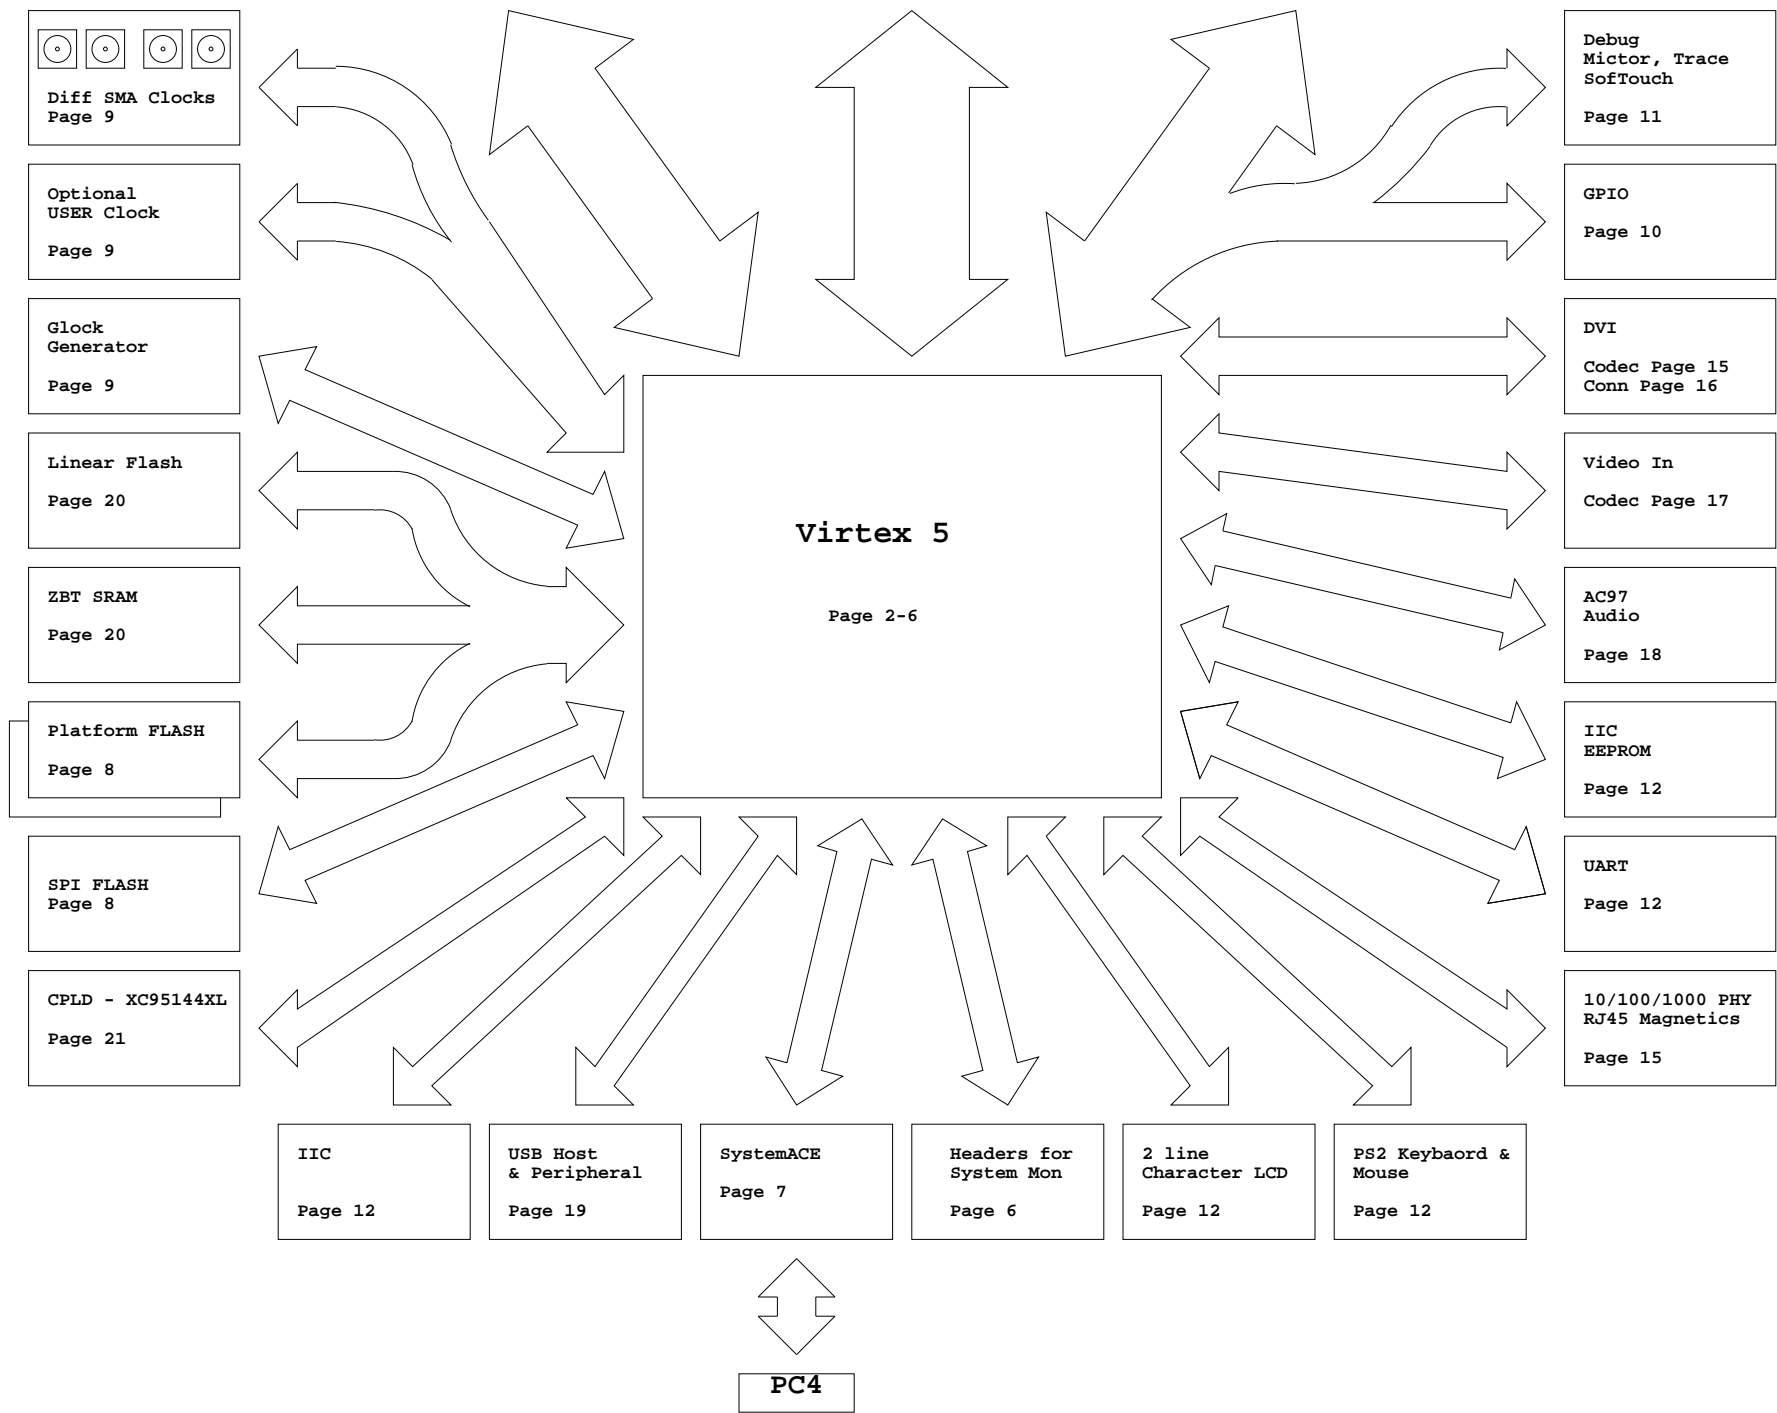 Diff SMA Clocks
Page 9
Optional
USER Clock
Page 9
Glock
Generator
Page 9
Linear Flash
Page 20
ZBT SRAM
Page 20
Platform FLASH
Page 8
SPI FLASH
Page 8
CPLD - XC95144XL
Page 21
Virtex 5
Page 2-6
Debug
Mictor, Trace
SofTouch
Page 11
GPIO
Page 10
DVI
Codec Page 15
Conn Page 16
Video In
Codec Page 17
AC97
Audio
Page 18
IIC
EEPROM
Page 12
UART
Page 12
10/100/1000 PHY
RJ45 Magnetics
Page 15
IIC
Page 12
USB Host
& Peripheral
Page 19
SystemACE
Page 7
Headers for
System Mon
Page 6
2 line
Character LCD
Page 12
PS2 Keybaord &
Mouse
Page 12
PC4